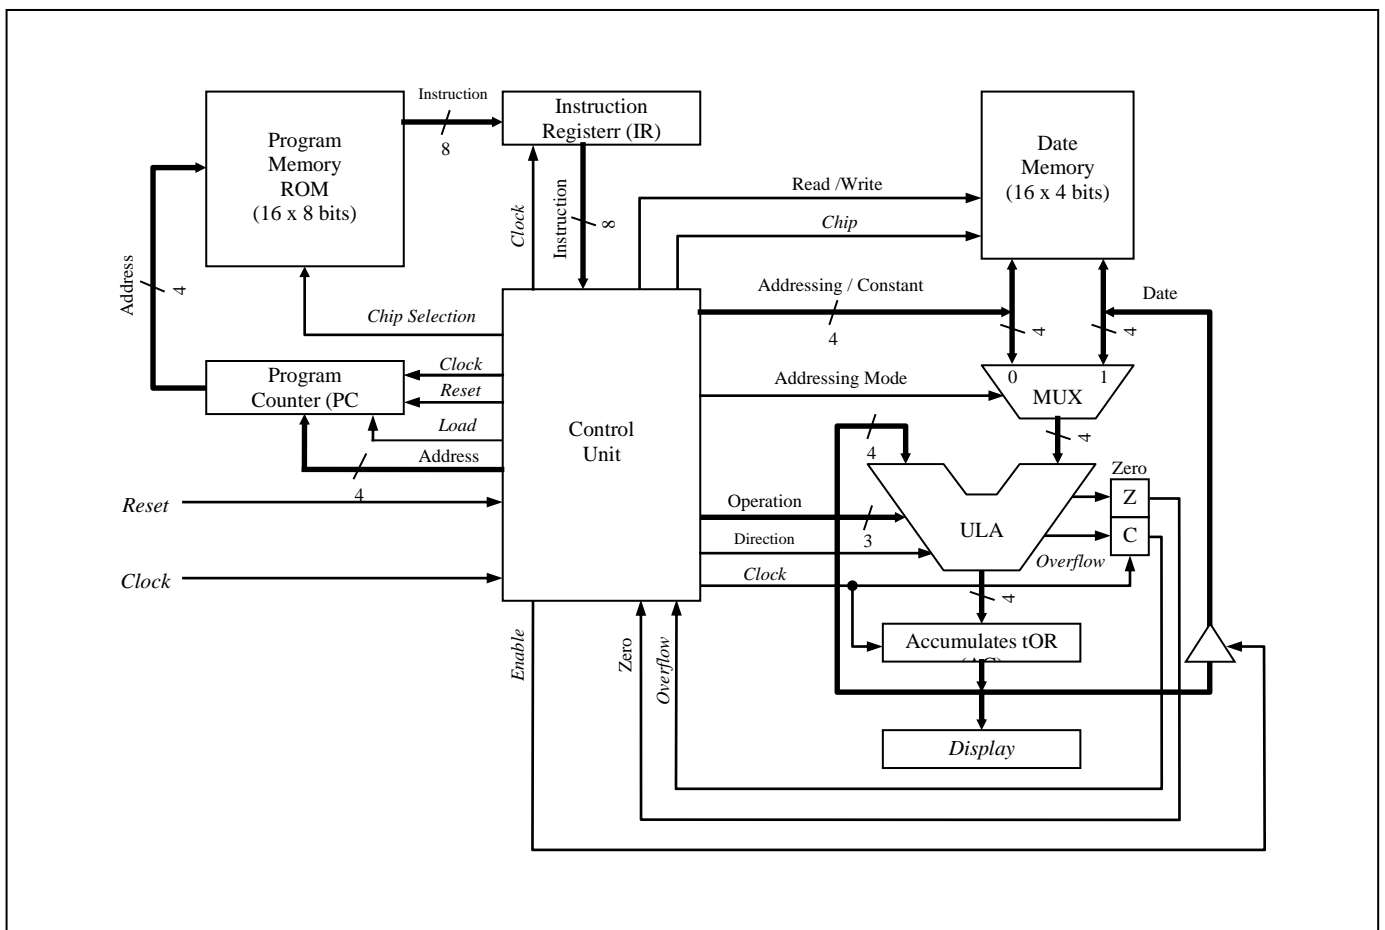 Program
Memory
ROM
(16 x 8 bits)
Instruction
8
Instruction
Registerr (IR)
Date
Memory
(16 x 4 bits)
Address
4
Clock
Instruction
8
Read /Write
Chip
Addressing / Constant
4
4
4
Date
Chip Selection
Program
Counter (PC
Clock
Reset
Load
Address
4
Control
Unit
Addressing Mode
0
1
MUX
4
4
Reset
Clock
Operation
3
Direction
Clock
ULA
Zero
Z
C
Overflow
4
Enable
Zero
Overflow
Accumulates tOR
Display